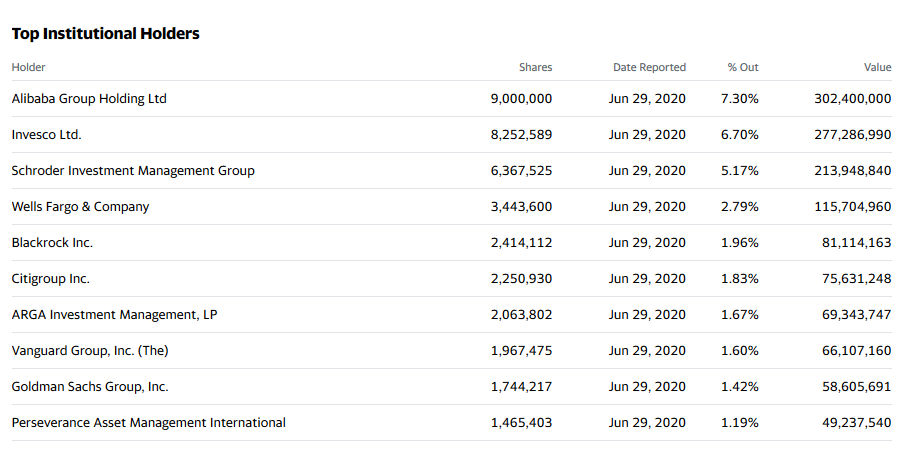 Top Institutional Holders
Holder Shares Date Reported % Out Value
Alibaba Group Holding Ltd 9,000,000 Jun 29, 2020 7.30% 302,400,000
Invesco Ltd. 8,252,589 Jun 29, 2020 6.70% 277,286,990
Schroder Investment Management Group 6,367,525 Jun 29, 2020 5.17% 213,948,840
Wells Fargo & Company 3,443,600 Jun 29, 2020 2.79% 115,704,960
Blackrock Inc. 2,414,112 Jun 29, 2020 1.96% 81,114,163
Citigroup Inc. 2,250,930 Jun 29, 2020 1.83% 75,631,248
ARGA Investment Management, LP 2,063,802 Jun 29, 2020 1.67% 69,343,747
Vanguard Group, Inc. (The) 1,967,475 Jun 29, 2020 1.60% 66,107,160
Goldman Sachs Group, Inc. 1,744,217 Jun 29, 2020 1.42% 58,605,691
Perseverance Asset Management International 1,465,403 Jun 29, 2020 1.19% 49,237,540